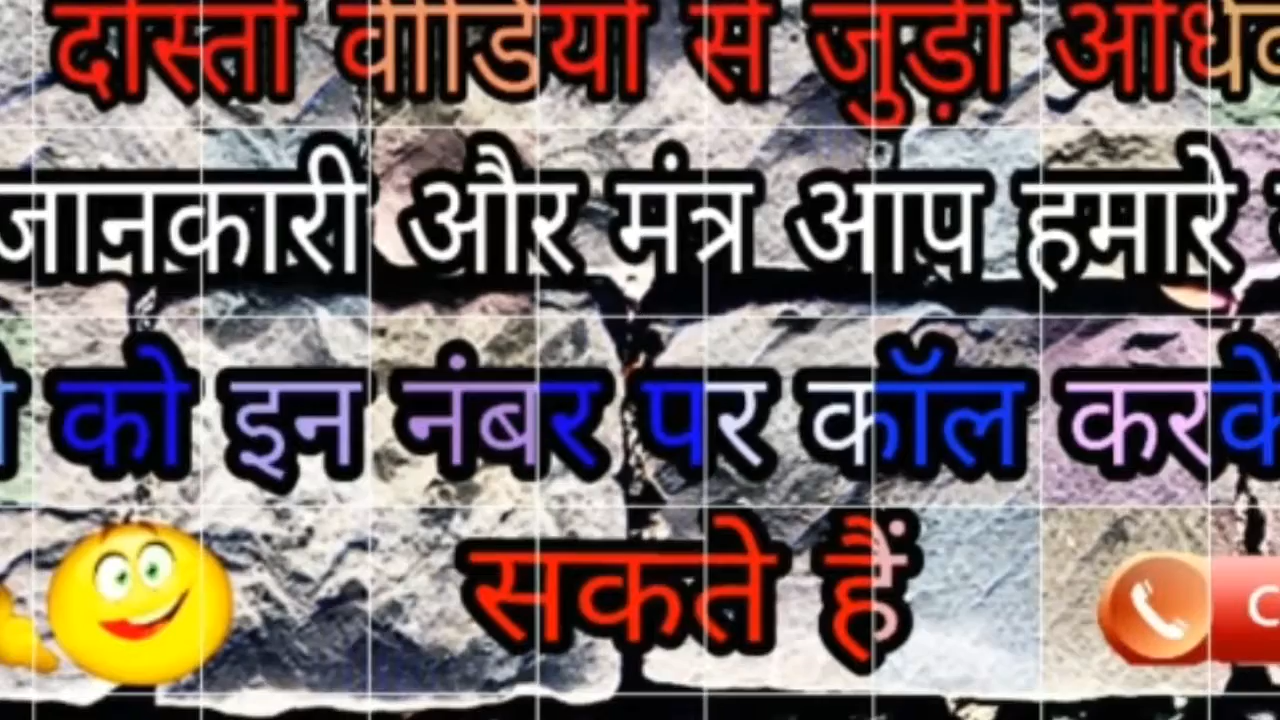 दोस्तों वीडियो से जुड़ी
जानकारी और मंत्र आप हमारे
को इन नंबर पर कॉल करके
सकते हैं